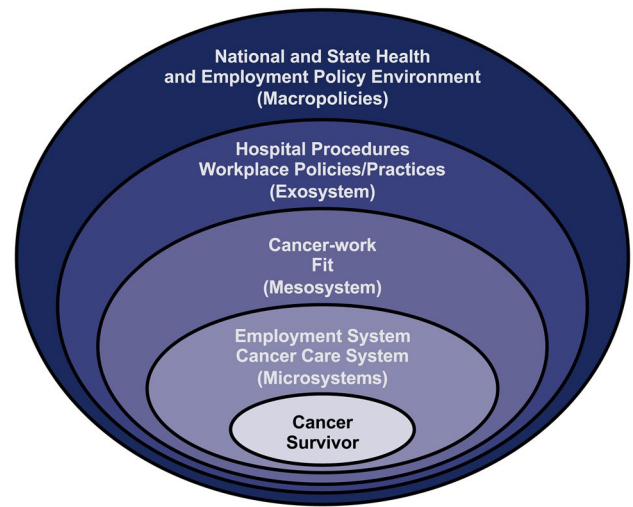 National and State Health
and Employment Policy Environment
(Macropolicies)
Hospital Procedures
Workplace Policies/Practices
(Exosystem)
Cancer-work
Fit
(Mesosystem)
Employment System
Cancer Care System
(Microsystems)
Cancer
Survivor